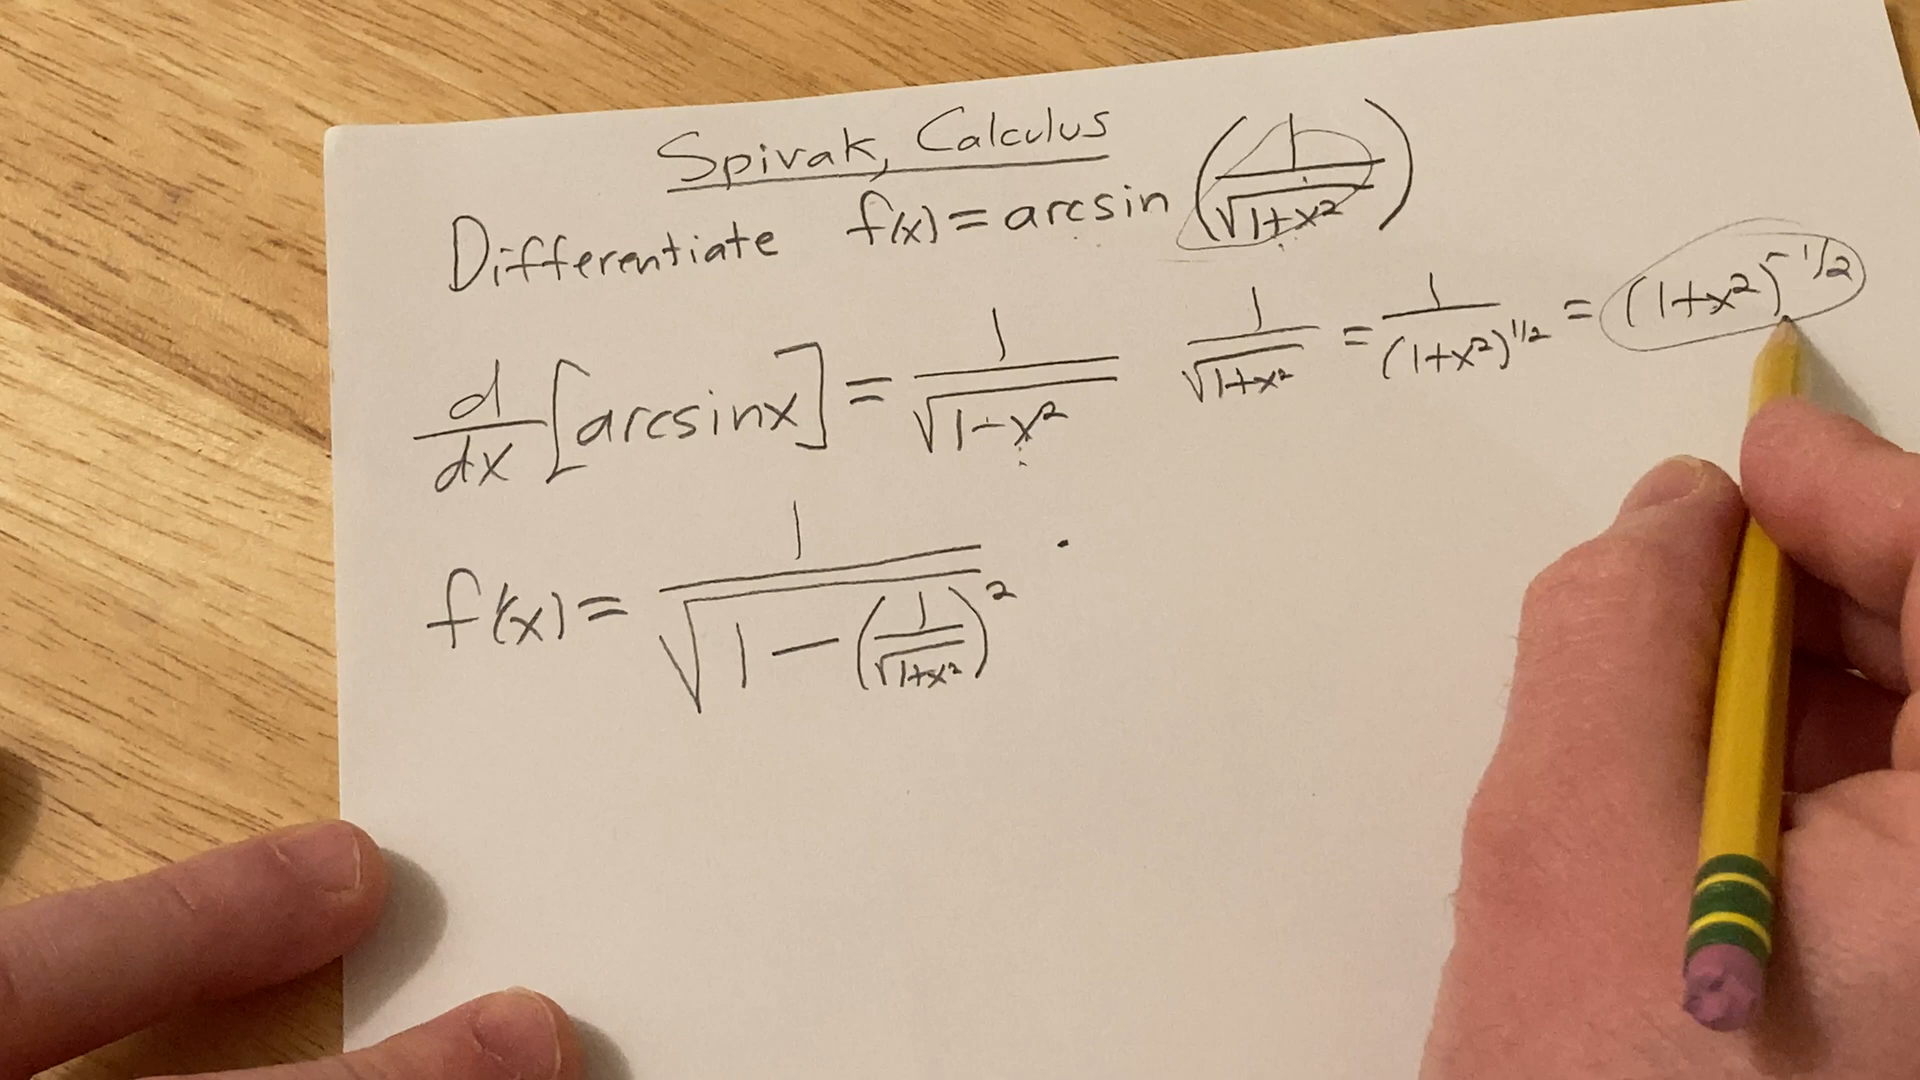 Spivak, Calculus
Differentiate f(x) = arcsin (1/√(1+x²))
d/dx [arcsinx] = 1/√(1-x²)
1/√(1+x²) = 1/(1+x²)^1/2 = (1+x²)^-1/2
f'(x) = 1/√(1 - (1/√(1+x²))²) ·